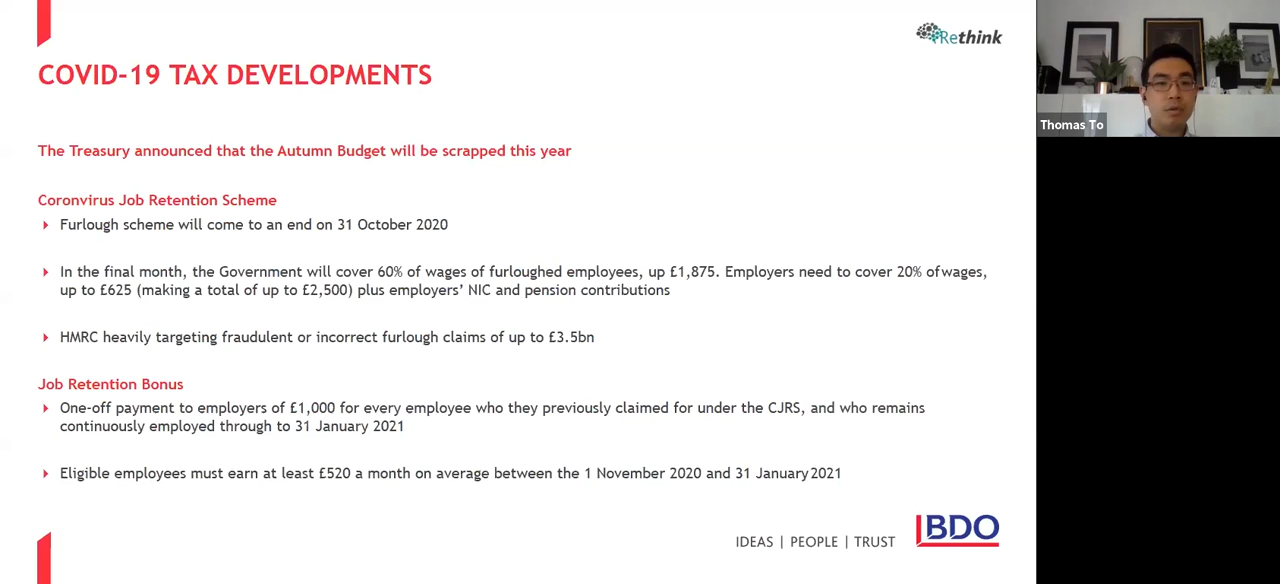 Rethink
COVID-19 TAX DEVELOPMENTS
Thomas To
The Treasury announced that the Autumn Budget will be scrapped this year
Coronvirus Job Retention Scheme
Furlough scheme will come to an end on 31 October 2020
In the final month, the Government will cover 60% of wages of furloughed employees, up £1,875. Employers need to cover 20% of wages,
up to £625 (making a total of up to £2,500) plus employers’ NIC and pension contributions
HMRC heavily targeting fraudulent or incorrect furlough claims of up to £3.5bn
Job Retention Bonus
One-off payment to employers of £1,000 for every employee who they previously claimed for under the CJRS, and who remains
continuously employed through to 31 January 2021
Eligible employees must earn at least £520 a month on average between the 1 November 2020 and 31 January 2021
IDEAS | PEOPLE | TRUST
BDO